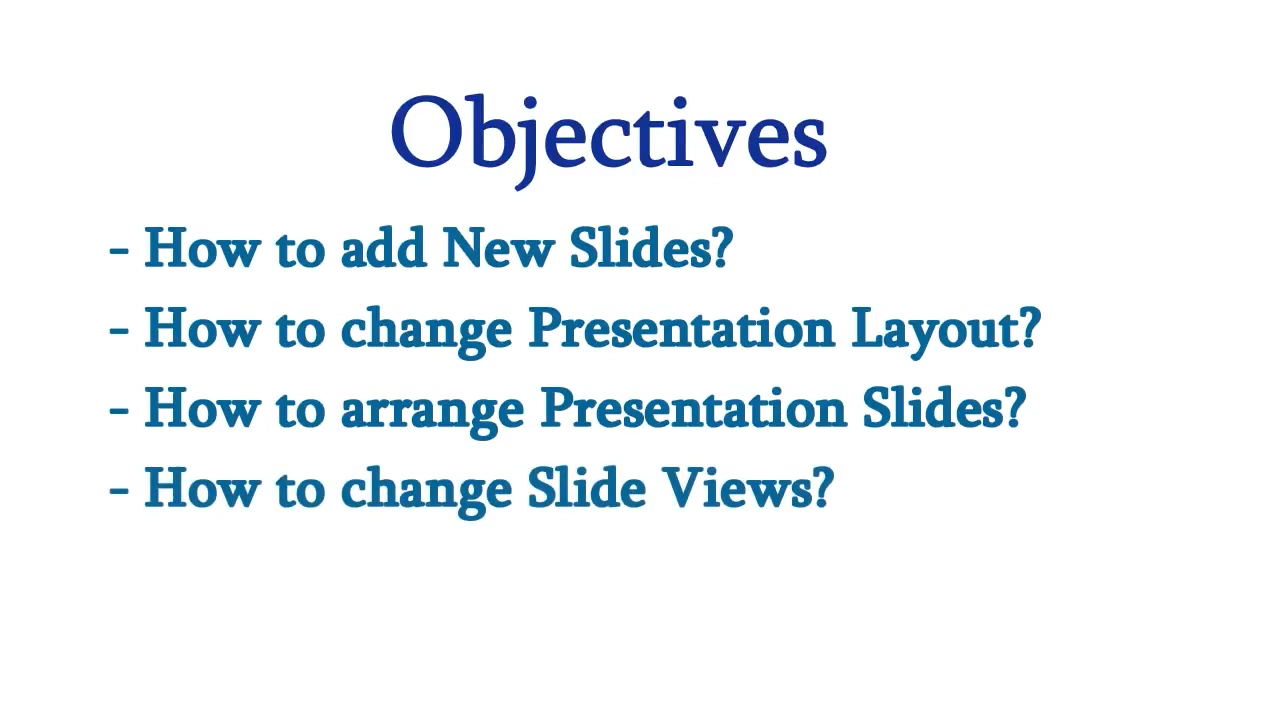 Objectives
- How to add New Slides?
- How to change Presentation Layout?
- How to arrange Presentation Slides?
- How to change Slide Views?